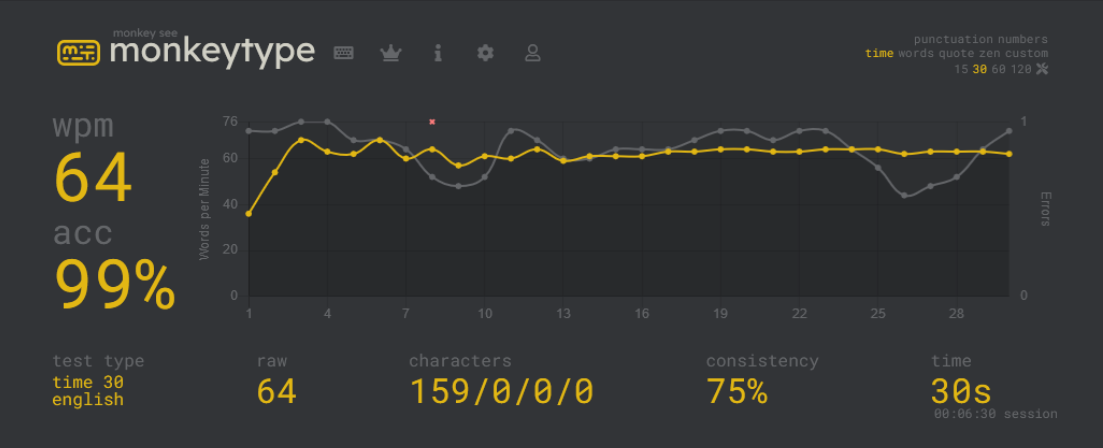 monkey see
monkeytype
punctuation numbers
time words quote zen custom
15 30 60 120
wpm
64
acc
99%
76
60
40
20
0
Words per Minute
1 4 7 10 13 16 19 22 25 28
1
0
Errors
test type
time 30
english
raw
64
characters
159/0/0/0
consistency
75%
time
30s
00:06:30 session